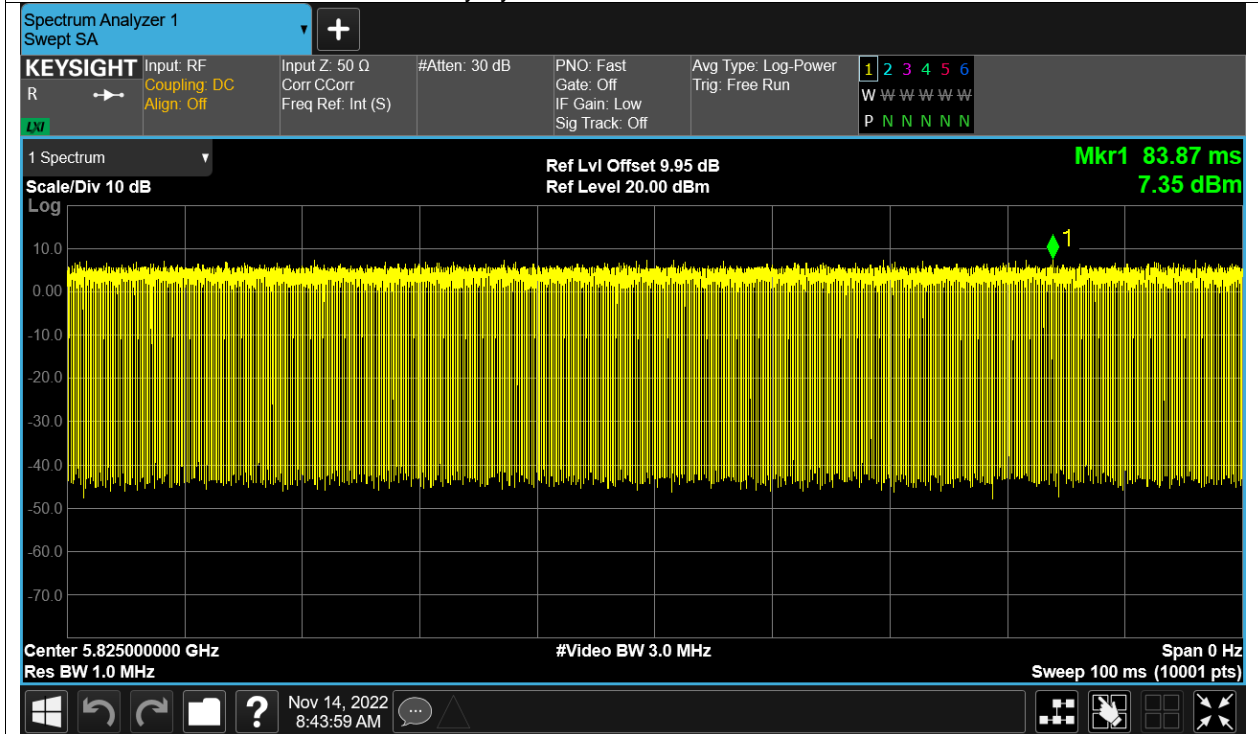 Spectrum Analyzer 1
Swept SA
+
KEYSIGHT Input: RF Input Z: 50 Ω #Atten: 30 dB PNO: Fast Avg Type: Log-Power 1 2 3 4 5 6
R Coupling: DC Corr CCorr Gate: Off Trig: Free Run W W W W W W
Align: Off Freq Ref: Int (S) IF Gain: Low
LXI Sig Track: Off P N N N N N
1 Spectrum Ref Lvl Offset 9.95 dB Mkr1 83.87 ms
Scale/Div 10 dB Ref Level 20.00 dBm 7.35 dBm
Log
1
10.0
0.00
-10.0
-20.0
-30.0
-40.0
-50.0
-60.0
-70.0
Center 5.825000000 GHz #Video BW 3.0 MHz Span 0 Hz
Res BW 1.0 MHz Sweep 100 ms (10001 pts)
? Nov 14, 2022
8:43:59 AM